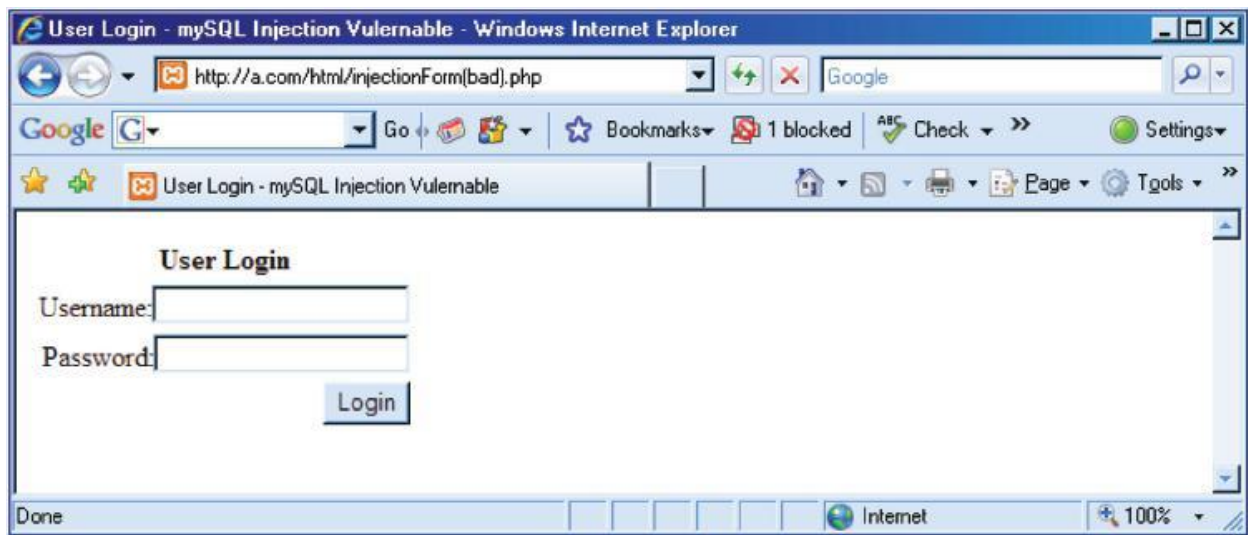 User Login - mySQL Injection Vulernable - Windows Internet Explorer
http://a.com/html/injectionForm(bad).php
Google
Google G Go Bookmarks 1 blocked ABC Check » Settings
User Login - mySQL Injection Vulernable Page Tools »
User Login
Username:
Password:
Login
Done Internet 100%